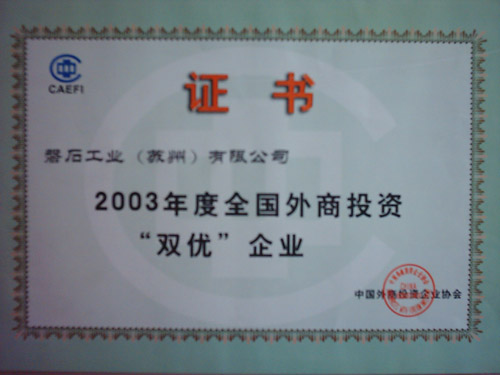 CAEFI
证书
磐石工业（苏州）有限公司
2003年度全国外商投资
“双优”企业
中国外商投资企业协会